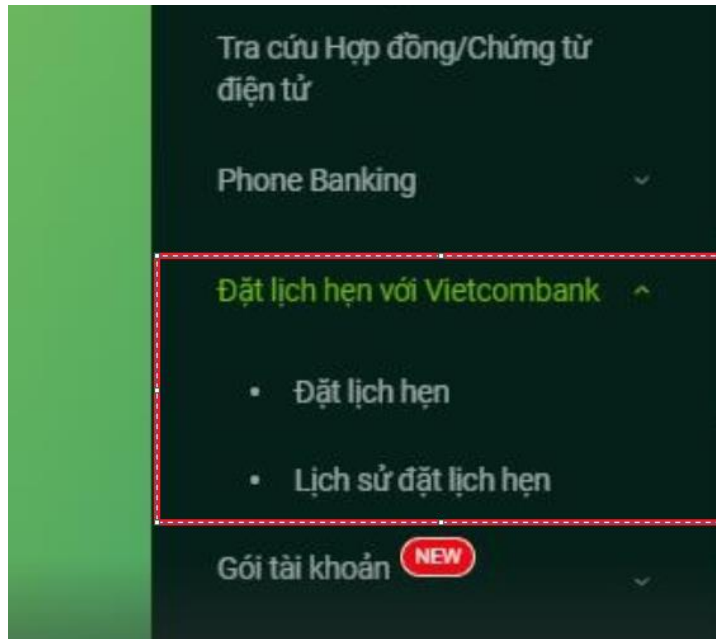 Tra cứu Hợp đồng/Chứng từ
điện tử
Phone Banking
Đặt lịch hẹn với Vietcombank
• Đặt lịch hẹn
• Lịch sử đặt lịch hẹn
Gói tài khoản NEW